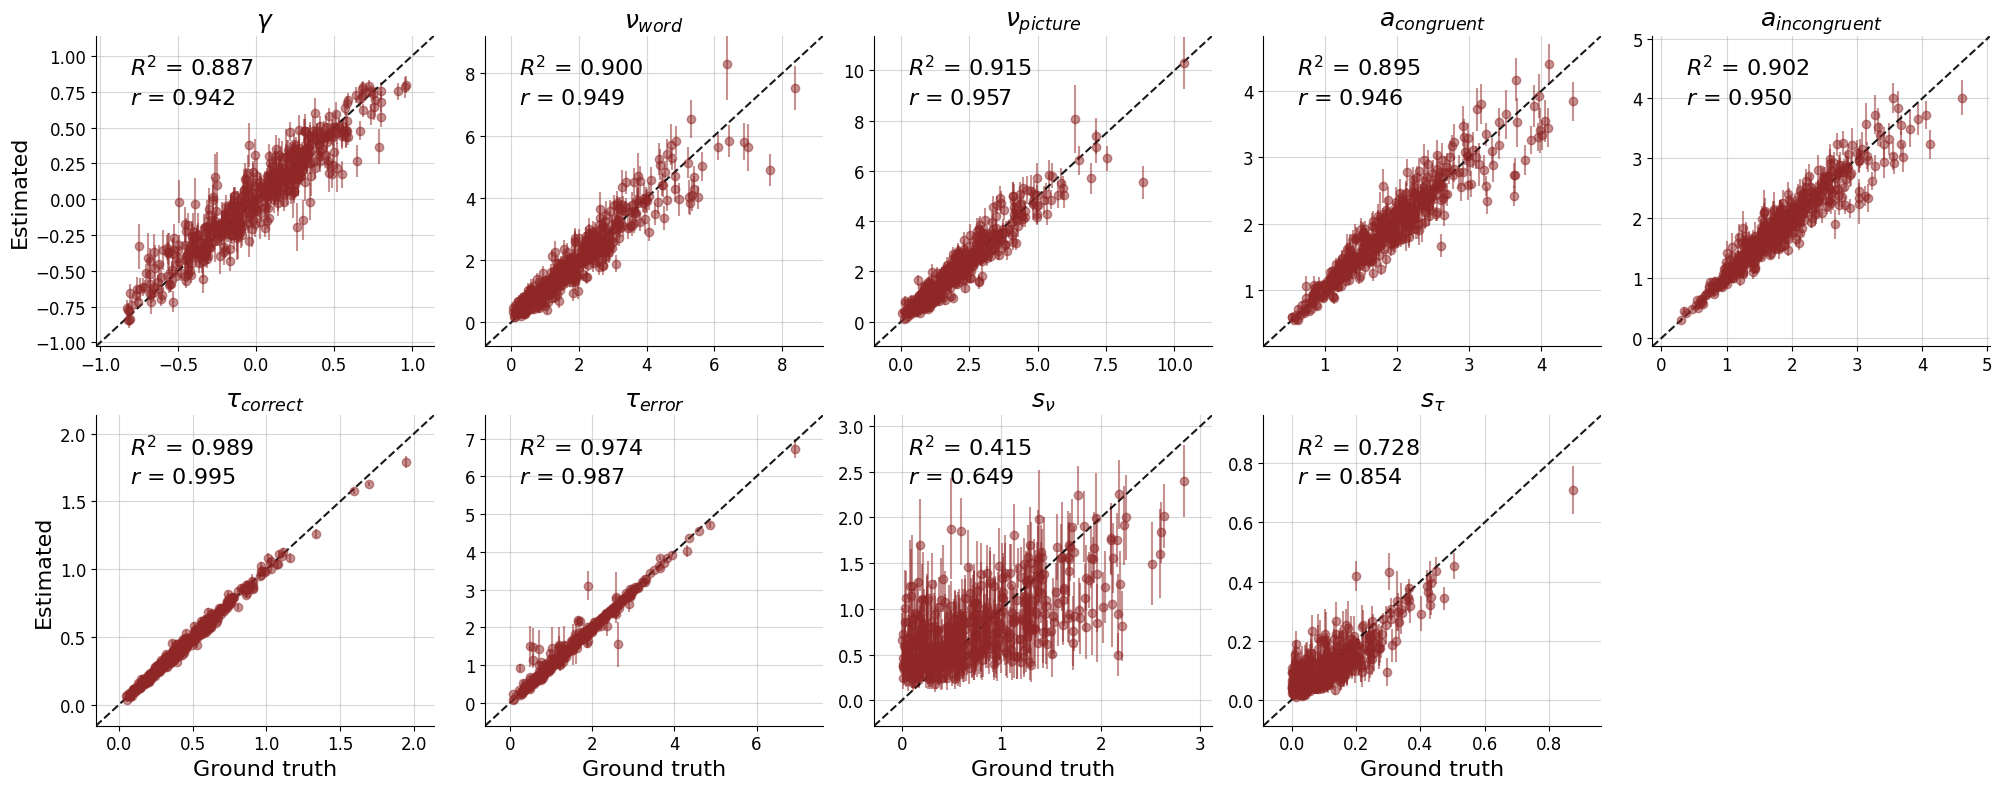 γ
R² = 0.887
r = 0.942
1.00
0.75
0.50
0.25
0.00
−0.25
−0.50
−0.75
−1.00
−1.0 −0.5 0.0 0.5 1.0
Estimated
ν_word
R² = 0.900
r = 0.949
8
6
4
2
0
0 2 4 6 8
ν_picture
R² = 0.915
r = 0.957
10
8
6
4
2
0
0.0 2.5 5.0 7.5 10.0
a_congruent
R² = 0.895
r = 0.946
4
3
2
1
1 2 3 4
a_incongruent
R² = 0.902
r = 0.950
5
4
3
2
1
0
0 1 2 3 4 5
τ_correct
R² = 0.989
r = 0.995
2.0
1.5
1.0
0.5
0.0
0.0 0.5 1.0 1.5 2.0
Estimated
Ground truth
τ_error
R² = 0.974
r = 0.987
7
6
5
4
3
2
1
0
0 2 4 6
Ground truth
s_ν
R² = 0.415
r = 0.649
3.0
2.5
2.0
1.5
1.0
0.5
0.0
0 1 2 3
Ground truth
s_τ
R² = 0.728
r = 0.854
0.8
0.6
0.4
0.2
0.0
0.0 0.2 0.4 0.6 0.8
Ground truth